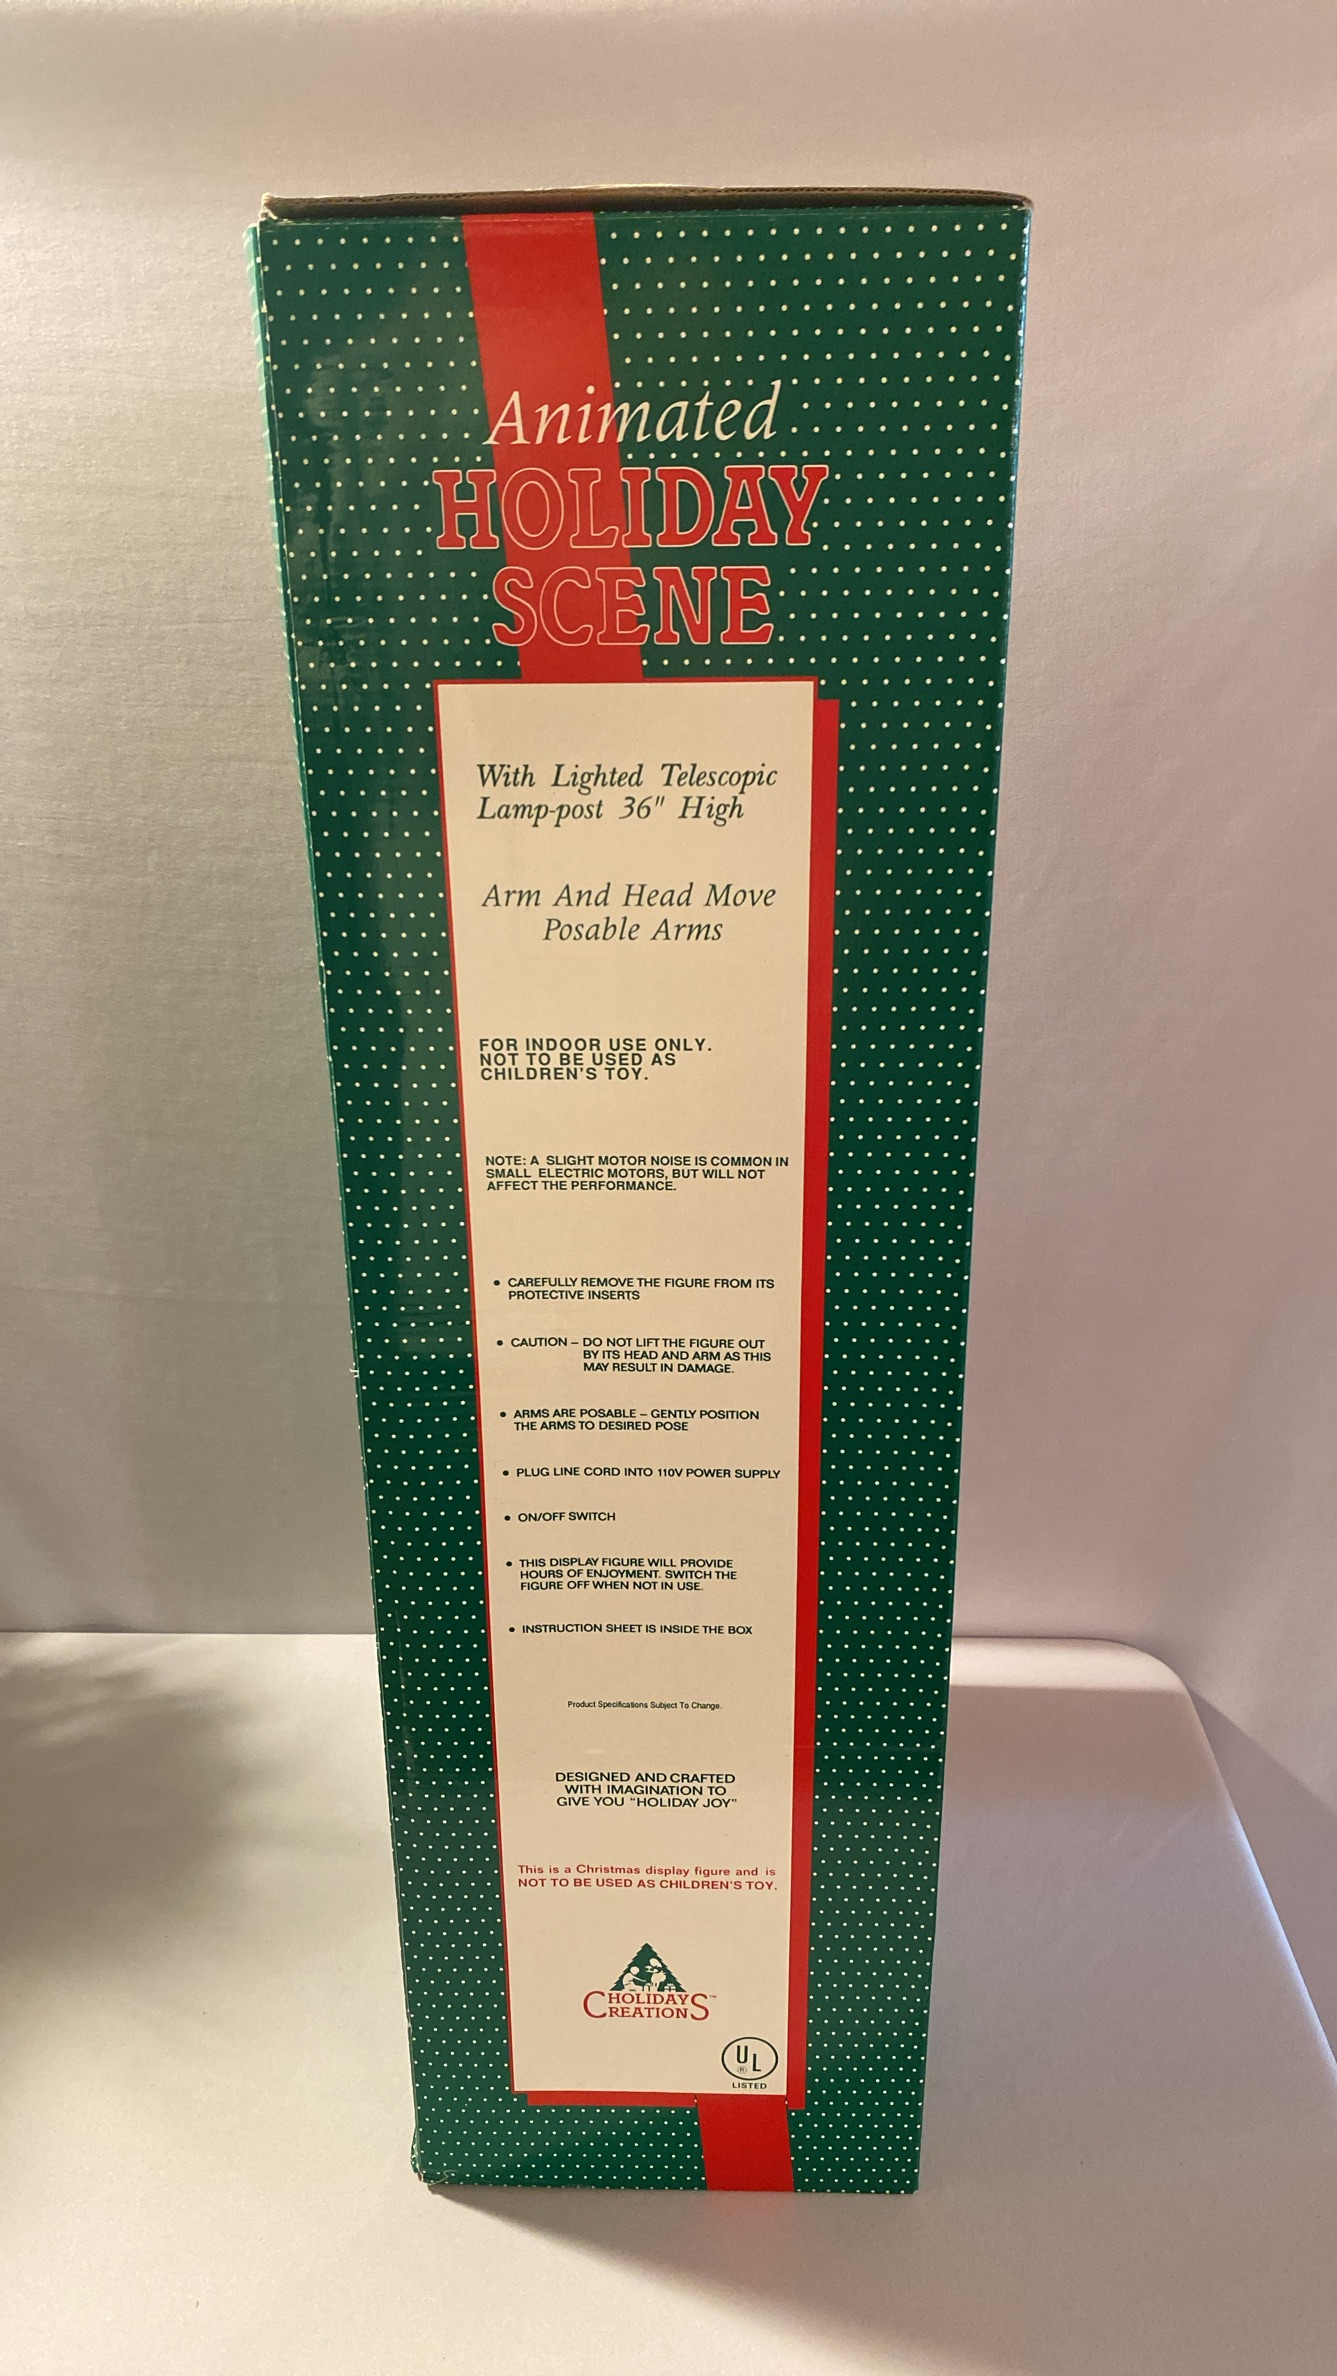 Animated
HOLIDAY
SCENE
With Lighted Telescopic
Lamp-post 36" High
Arm And Head Move
Posable Arms
FOR INDOOR USE ONLY.
NOT TO BE USED AS
CHILDREN'S TOY.
NOTE: A SLIGHT MOTOR NOISE IS COMMON IN
SMALL ELECTRIC MOTORS, BUT WILL NOT
AFFECT THE PERFORMANCE.
• CAREFULLY REMOVE THE FIGURE FROM ITS
PROTECTIVE INSERTS
• CAUTION – DO NOT LIFT THE FIGURE OUT
BY ITS HEAD AND ARM AS THIS
MAY RESULT IN DAMAGE.
• ARMS ARE POSABLE – GENTLY POSITION
THE ARMS TO DESIRED POSE
• PLUG LINE CORD INTO 110V POWER SUPPLY
• ON/OFF SWITCH
• THIS DISPLAY FIGURE WILL PROVIDE
HOURS OF ENJOYMENT. SWITCH THE
FIGURE OFF WHEN NOT IN USE.
• INSTRUCTION SHEET IS INSIDE THE BOX
Product Specifications Subject To Change.
DESIGNED AND CRAFTED
WITH IMAGINATION TO
GIVE YOU "HOLIDAY JOY"
This is a Christmas display figure and is
NOT TO BE USED AS CHILDREN'S TOY.
HOLIDAY
CREATIONS™
UL
®
LISTED